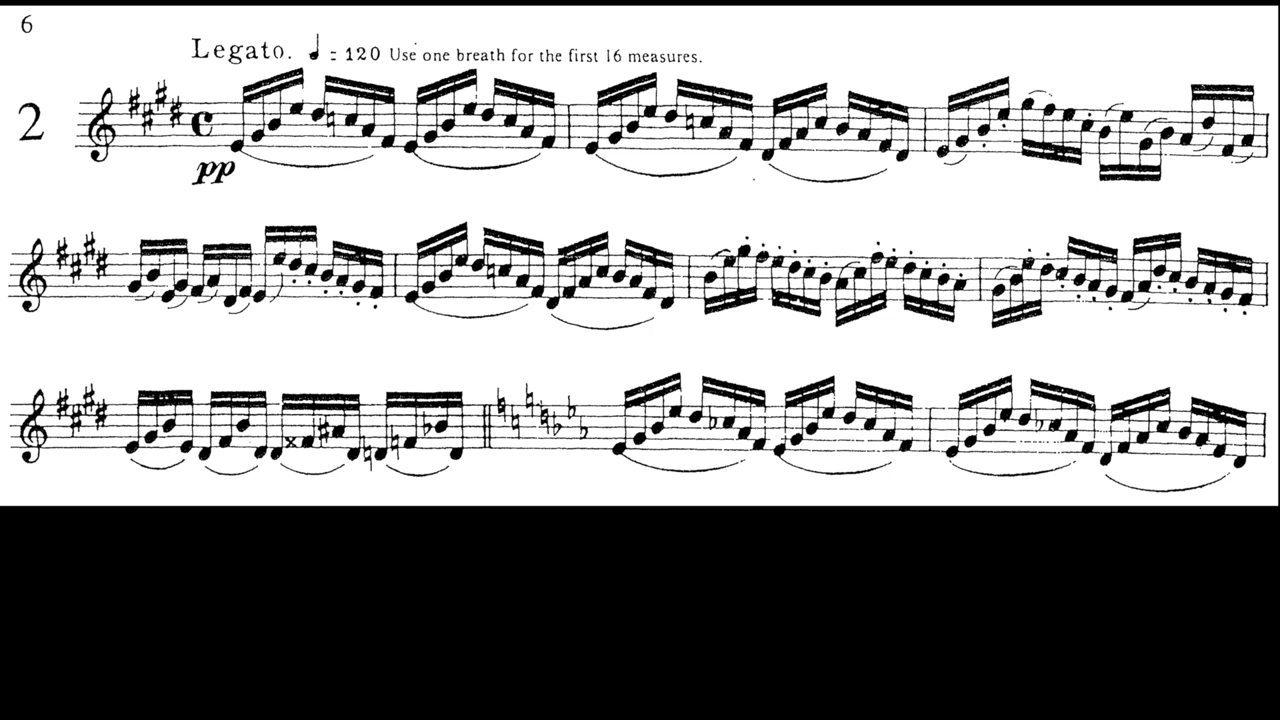 6
Legato. ♩ = 120 Use one breath for the first 16 measures.
2
pp